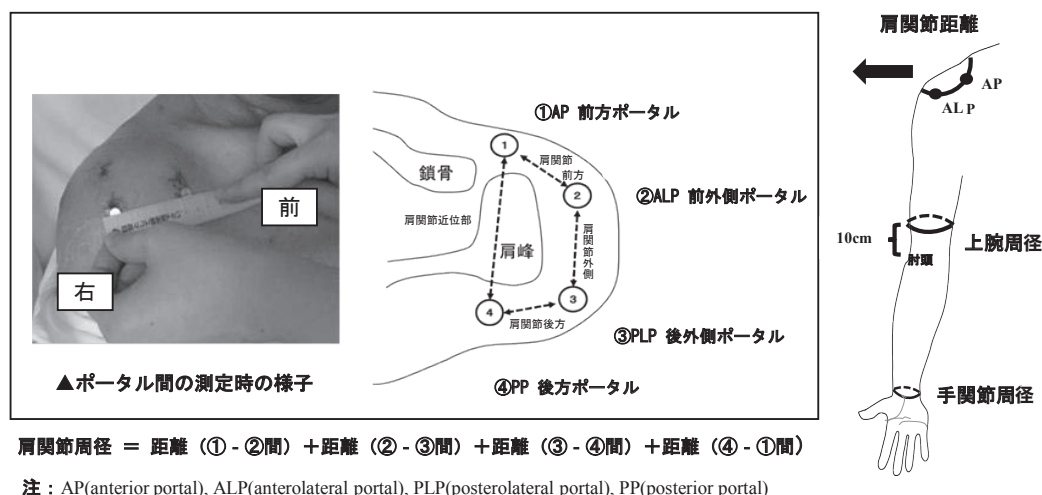 肩関節距離
①AP 前方ポータル
AP
ALP
鎖骨
1
肩関節
前方
2
②ALP 前外側ポータル
前
肩関節近位部
肩峰
肩関節外側
10cm
上腕周径
肘頭
右
4
3
肩関節後方
③PLP 後外側ポータル
▲ポータル間の測定時の様子
④PP 後方ポータル
手関節周径
肩関節周径 = 距離(①-②間)+距離(②-③間)+距離(③-④間)+距離(④-①間)
注:AP(anterior portal), ALP(anterolateral portal), PLP(posterolateral portal), PP(posterior portal)